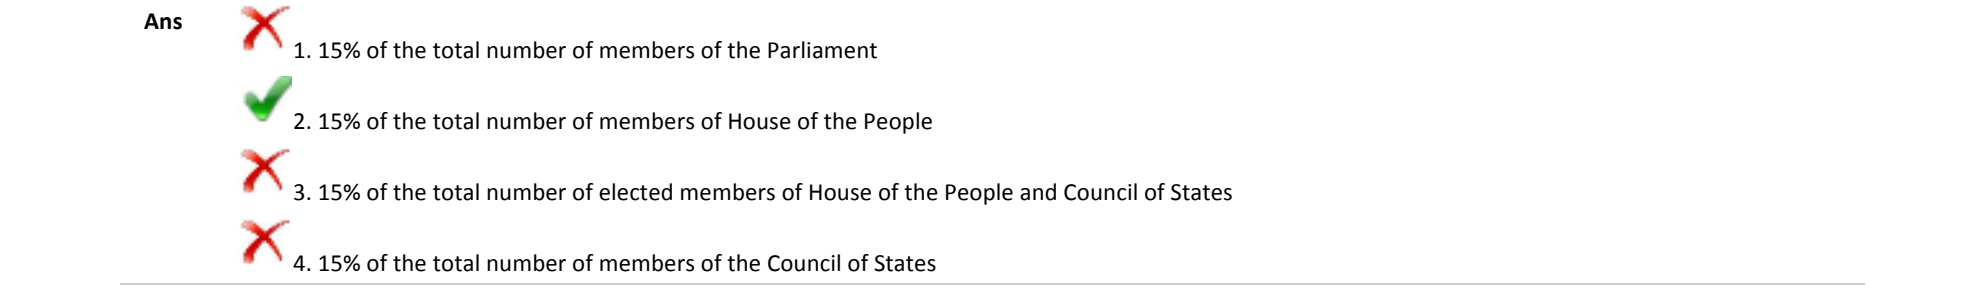 Ans
1. 15% of the total number of members of the Parliament
2. 15% of the total number of members of House of the People
3. 15% of the total number of elected members of House of the People and Council of States
4. 15% of the total number of members of the Council of States